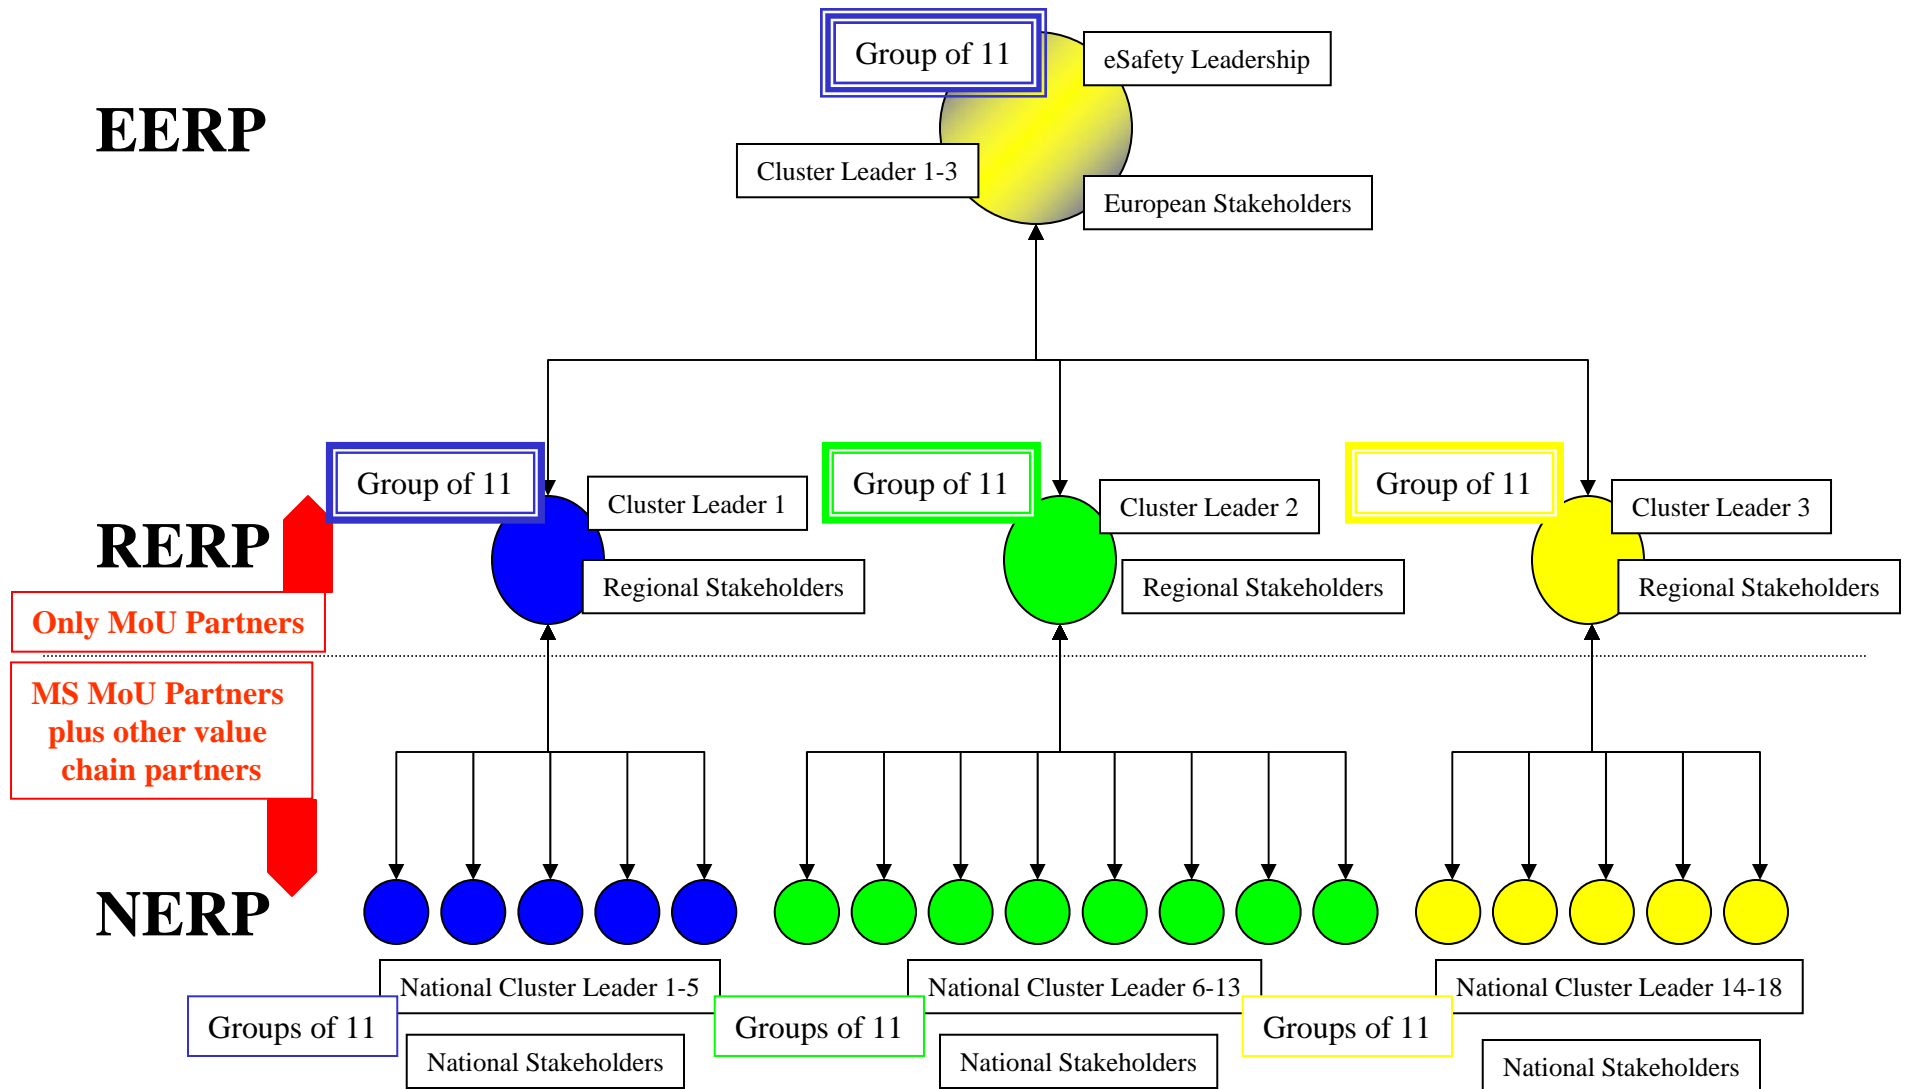 Group of 11
eSafety Leadership
EERP
Cluster Leader 1-3
European Stakeholders
Group of 11
Cluster Leader 1
Group of 11
Cluster Leader 2
Group of 11
Cluster Leader 3
RERP
Regional Stakeholders
Regional Stakeholders
Regional Stakeholders
Only MoU Partners
MS MoU Partners
plus other value
chain partners
NERP
National Cluster Leader 1-5
National Cluster Leader 6-13
National Cluster Leader 14-18
Groups of 11
Groups of 11
Groups of 11
National Stakeholders
National Stakeholders
National Stakeholders